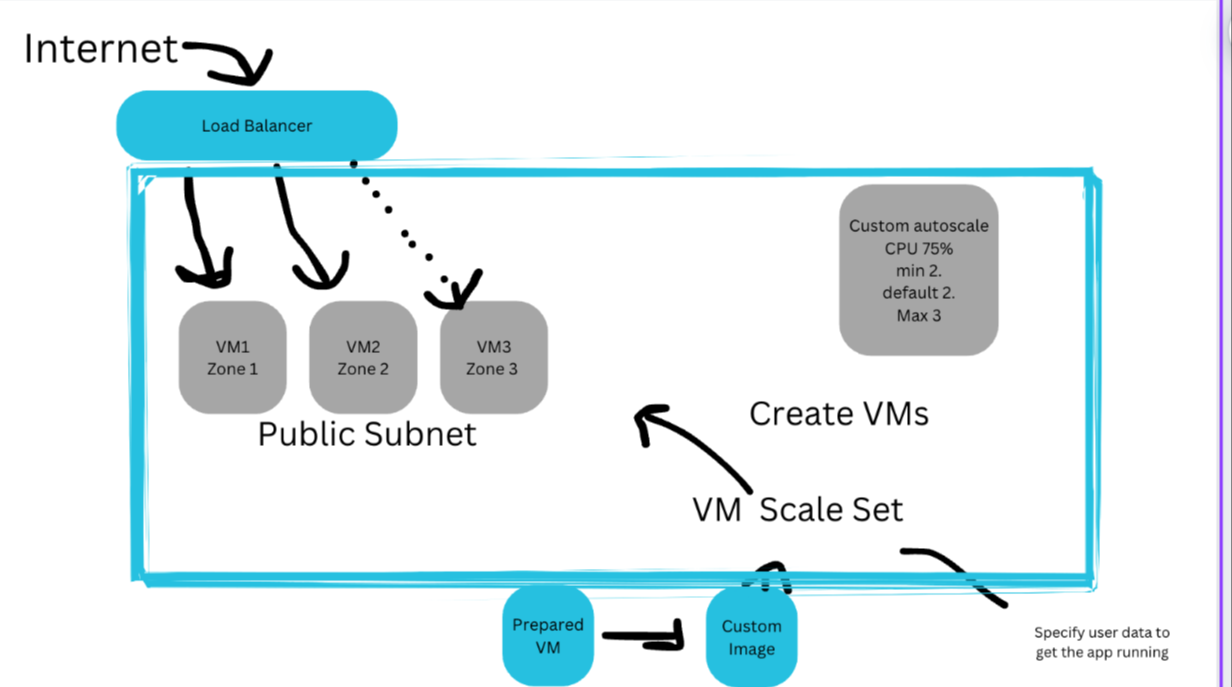 Internet
Load Balancer
Custom autoscale
CPU 75%
min 2.
default 2.
Max 3
VM1
Zone 1
VM2
Zone 2
VM3
Zone 3
Public Subnet
Create VMs
VM Scale Set
Prepared
VM
Custom
Image
Specify user data to
get the app running